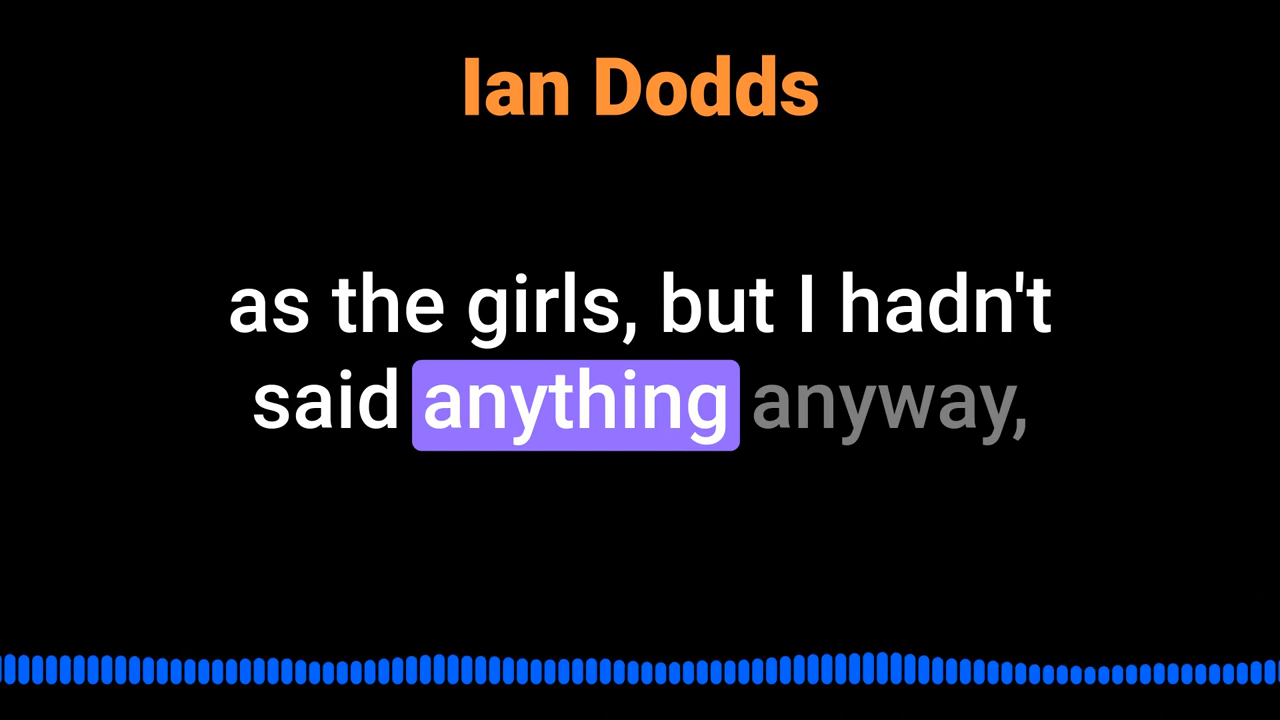 Ian Dodds
as the girls, but I hadn't
said anything anyway,